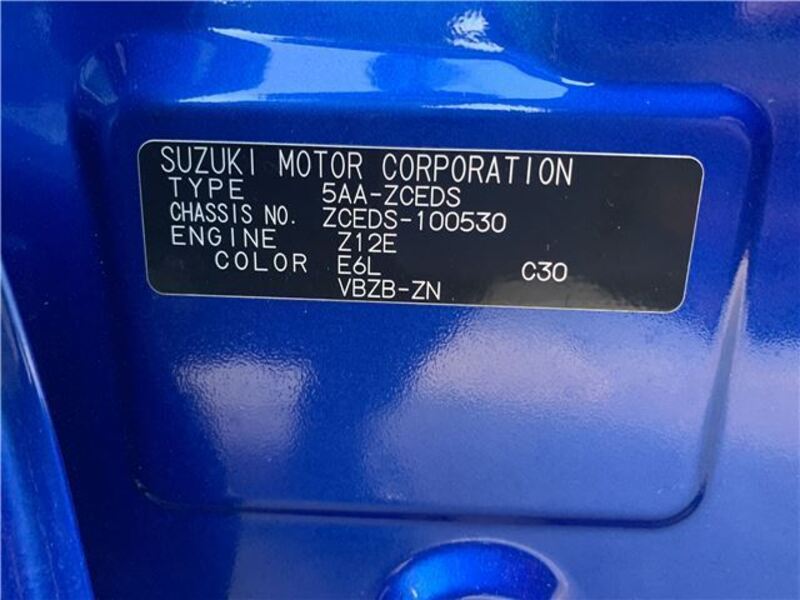 SUZUKI MOTOR CORPORATION
TYPE 5AA-ZCEDS
CHASSIS NO. ZCEDS-100530
ENGINE Z12E
COLOR E6L C30
VBZB-ZN